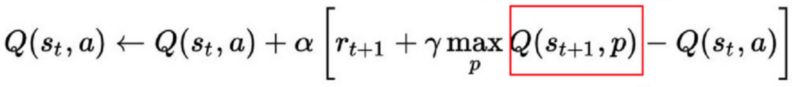 Q(s_t, a) ← Q(s_t, a) + α [ r_{t+1} + γ max_p Q(s_{t+1}, p) − Q(s_t, a) ]